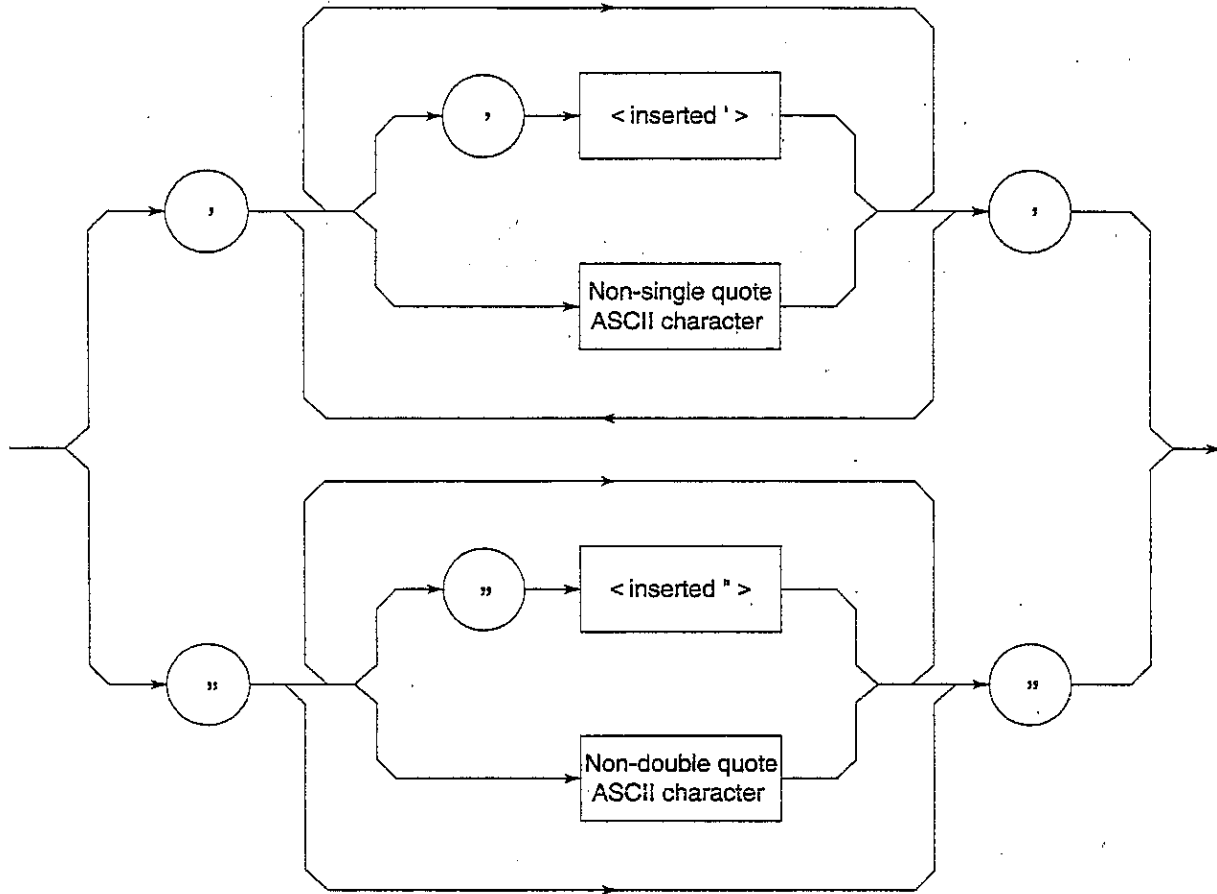 ’
< inserted ' >
’
’
Non-single quote
ASCII character
”
< inserted " >
”
”
Non-double quote
ASCII character